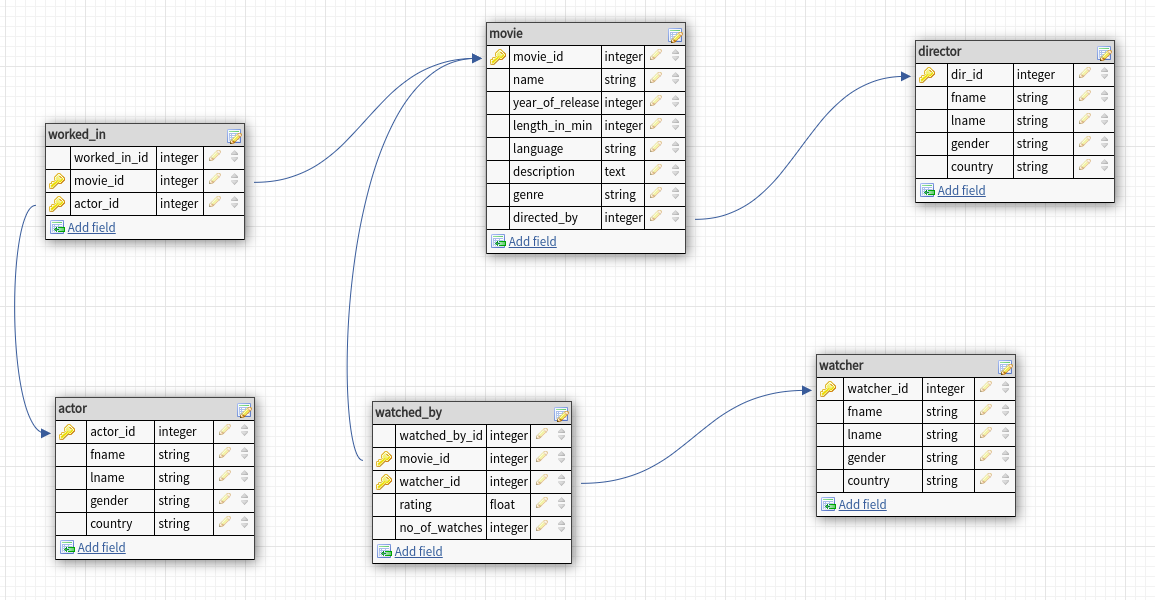 movie
movie_id integer
name string
year_of_release integer
length_in_min integer
language string
description text
genre string
directed_by integer
Add field
director
dir_id integer
fname string
lname string
gender string
country string
Add field
worked_in
worked_in_id integer
movie_id integer
actor_id integer
Add field
actor
actor_id integer
fname string
lname string
gender string
country string
Add field
watched_by
watched_by_id integer
movie_id integer
watcher_id integer
rating float
no_of_watches integer
Add field
watcher
watcher_id integer
fname string
lname string
gender string
country string
Add field